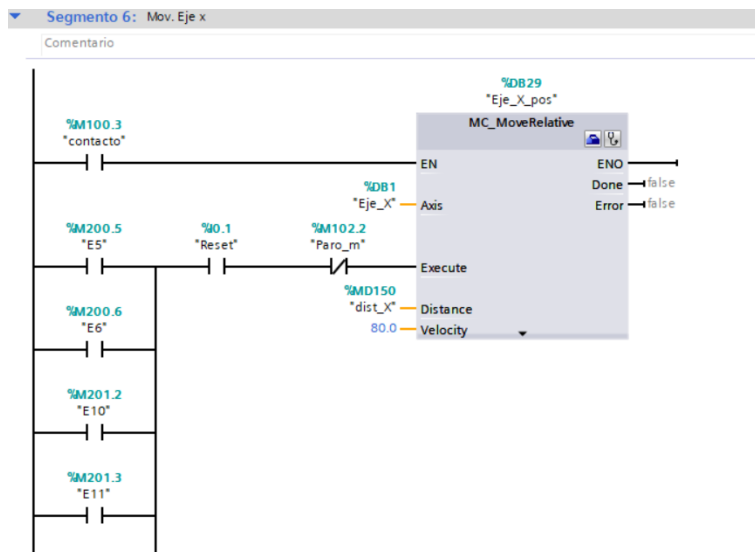 Segmento 6: Mov. Eje x
Comentario
%DB29
"Eje_X_pos"
MC_MoveRelative
%M100.3
"contacto"
EN
ENO
Done
false
%DB1
"Eje_X"
Axis
Error
false
%M200.5
"E5"
%I0.1
"Reset"
%M102.2
"Paro_m"
Execute
%MD150
"dist_X"
Distance
80.0
Velocity
%M200.6
"E6"
%M201.2
"E10"
%M201.3
"E11"